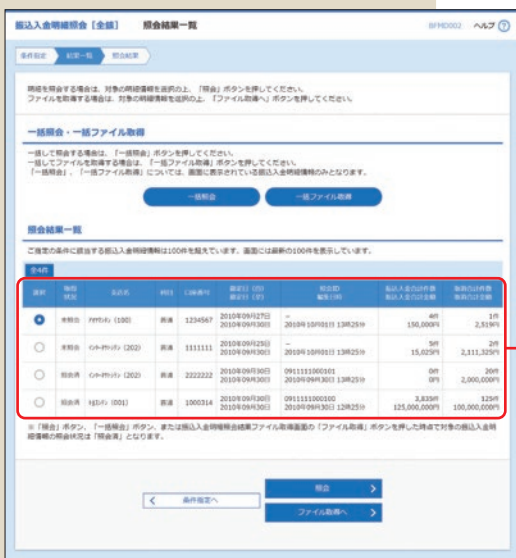 振込入金明細照会［全銀］ 照会結果一覧 BFMD002 ヘルプ ?
条件指定 結果一覧 照会結果
明細を照会する場合は、対象の明細情報を選択の上、「照会」ボタンを押してください。
ファイルを取得する場合は、対象の明細情報を選択の上、「ファイル取得へ」ボタンを押してください。
一括照会・一括ファイル取得
一括して照会する場合は、「一括照会」ボタンを押してください。
一括してファイルを取得する場合は、「一括ファイル取得」ボタンを押してください。
「一括照会」、「一括ファイル取得」については、画面に表示されている振込入金明細情報のみとなります。
一括照会 一括ファイル取得
照会結果一覧
ご指定の条件に該当する振込入金明細情報は100件を超えています。画面には最新の100件を表示しています。
全4件
選択 取引状況 支店名 科目 口座番号 勘定日（自） 勘定日（至） 照会番号 編集日時 振込入金合計件数 振込入金合計金額 取消合計件数 取消合計金額
未照会 (100) 普通 1234567 2010年09月27日 2010年09月30日 − 2010年10月01日 13時25分 4件 150,000円 1件 2,519円
未照会 (202) 普通 1111111 2010年09月25日 2010年09月30日 − 2010年10月01日 13時25分 5件 15,025円 2件 2,111,325円
照会済 (202) 普通 2222222 2010年09月30日 2010年09月30日 0911111000101 2010年09月30日 13時25分 0件 0円 20件 2,000,000円
照会済 (001) 普通 1000314 2010年09月30日 2010年09月30日 0911111000100 2010年09月30日 12時25分 3,835件 125,000,000円 125件 100,000,000円
※「照会」ボタン、「一括照会」ボタン、または振込入金明細照会結果ファイル取得画面の「ファイル取得」ボタンを押した時点で対象の振込入金明
細情報の照会状況は「照会済」となります。
照会
条件指定へ
ファイル取得へ